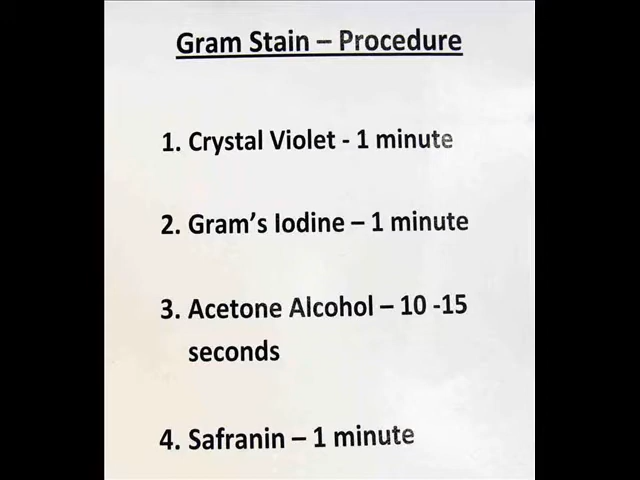 Gram Stain – Procedure
1. Crystal Violet - 1 minute
2. Gram’s Iodine – 1 minute
3. Acetone Alcohol – 10 -15
seconds
4. Safranin – 1 minute